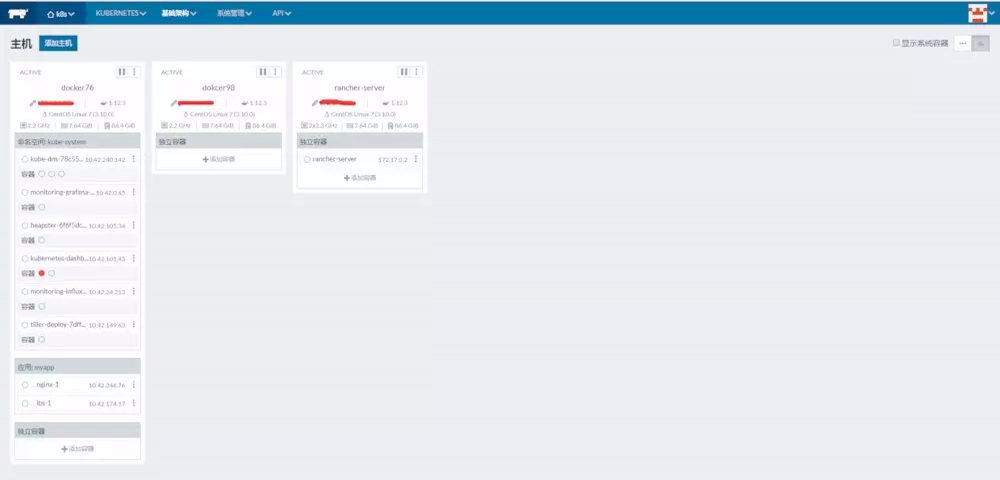 k8s KUBERNETES 基础架构 系统管理 API
主机 添加主机 显示系统容器
ACTIVE
docker76
1.12.5
CentOS Linux 7 (3.10.0)
2.2 GHz 7.64 GiB 86.4 GiB
命名空间: kube-system
kube-dns-78c55... 10.42.240.142
容器
monitoring-grafana-... 10.42.0.65
容器
heapster-6f6f5dc... 10.42.105.34
容器
kubernetes-dashb... 10.42.101.43
容器
monitoring-influx... 10.42.24.213
容器
tiller-deploy-7dff... 10.42.149.63
容器
应用: myapp
nginx-1 10.42.246.76
lbs-1 10.42.174.57
独立容器
添加容器
ACTIVE
dokcer98
1.12.5
CentOS Linux 7 (3.10.0)
2.2 GHz 7.64 GiB 86.4 GiB
独立容器
添加容器
ACTIVE
rancher-server
1.12.5
CentOS Linux 7 (3.10.0)
2x3.2 GHz 7.64 GiB 86.4 GiB
独立容器
rancher-server 172.17.0.2
添加容器